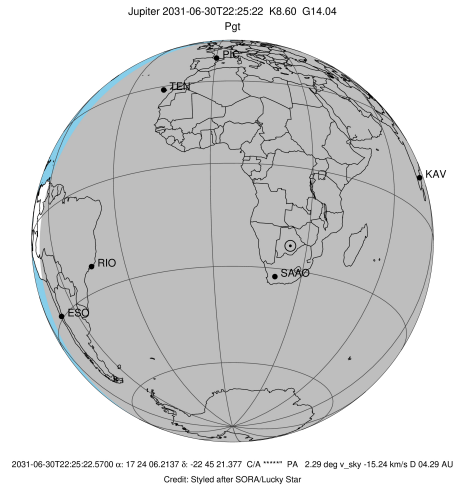 Jupiter 2031-06-30T22:25:22 K8.60 G14.04
Pgt
PIC
TEN
KAV
RIO
SAAO
ESO
2031-06-30T22:25:22.5700 α: 17 24 06.2137 δ: -22 45 21.377 C/A *****" PA 2.29 deg v_sky -15.24 km/s D 04.29 AU
Credit: Styled after SORA/Lucky Star